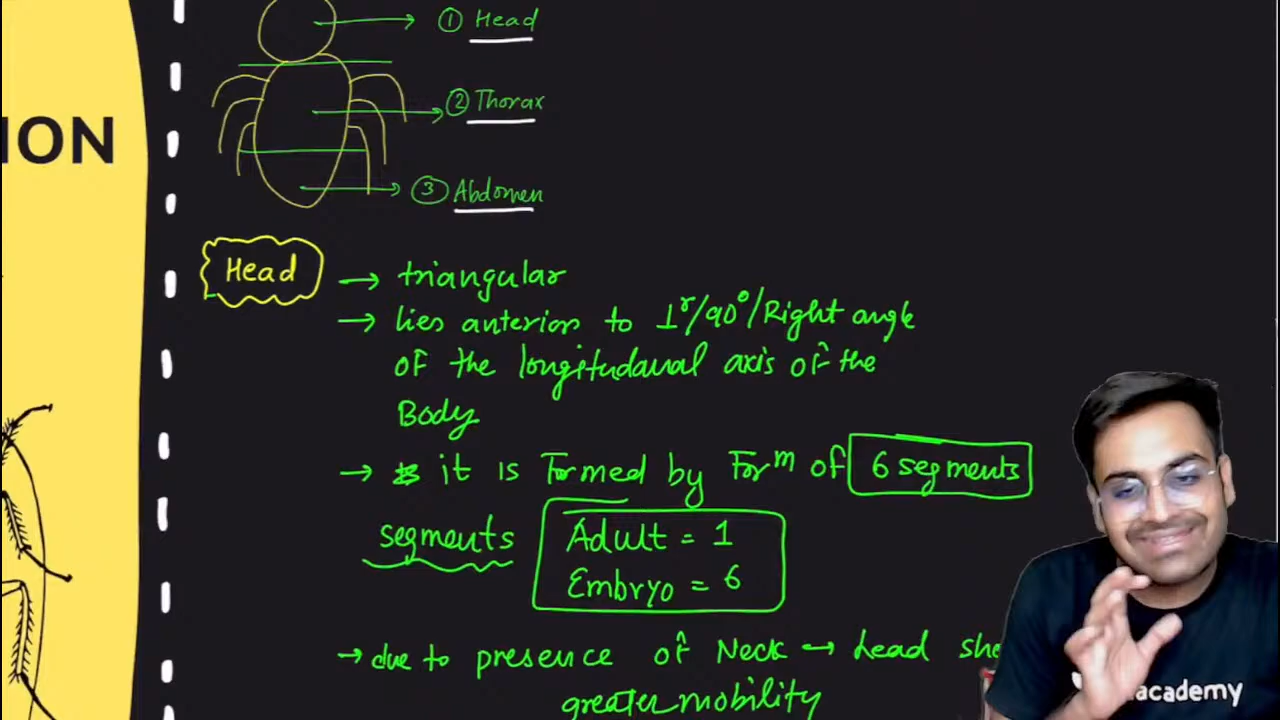 ① Head
ION
② Thorax
③ Abdomen
Head
→ triangular
→ lies anterior to ⊥r/90°/Right angle
of the longitudanal axis of the
Body
→ it is Formed by Form of 6 segments
segments
Adult = 1
Embryo = 6
→ due to presence of Neck → head
greater mobility
academy